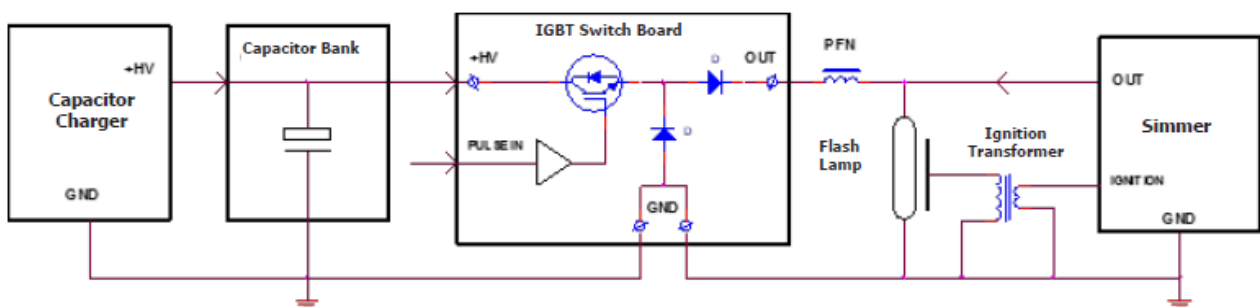 +HV
Capacitor
Charger
GND
Capacitor Bank
IGBT Switch Board
+HV
D
OUT
D
PULSE IN
GND
PFN
Flash
Lamp
Ignition
Transformer
OUT
Simmer
IGNITION
GND